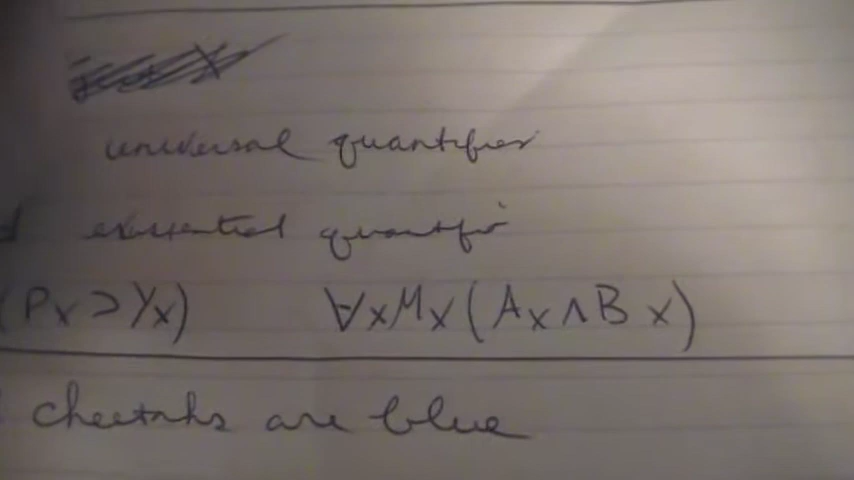 universal quantifier
existential quantifier
(Px ⊃ Yx) ∀xMx (Ax ∧ Bx)
cheetahs are blue